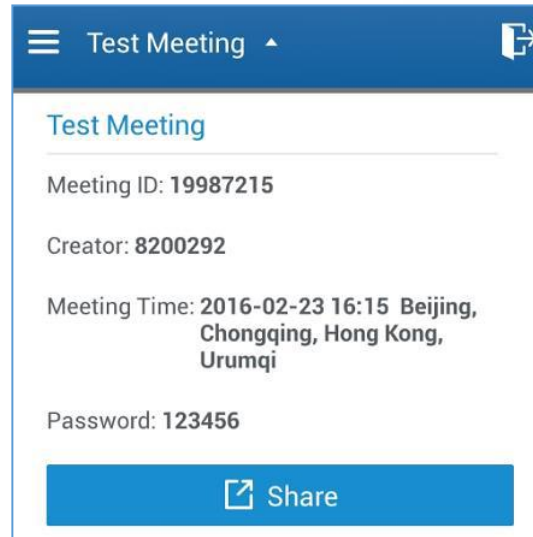 Test Meeting
Test Meeting
Meeting ID: 19987215
Creator: 8200292
Meeting Time: 2016-02-23 16:15 Beijing,
Chongqing, Hong Kong,
Urumqi
Password: 123456
Share